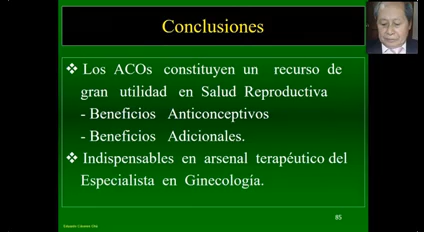 Conclusiones
❖ Los ACOs constituyen un recurso de
gran utilidad en Salud Reproductiva
- Beneficios Anticonceptivos
- Beneficios Adicionales.
❖ Indispensables en arsenal terapéutico del
Especialista en Ginecología.
85